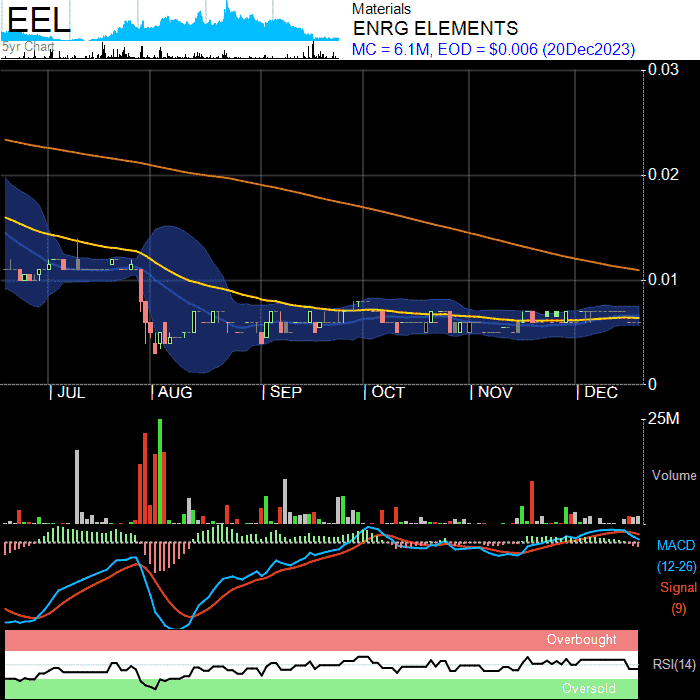 EEL
5yr Chart
Materials
ENRG ELEMENTS
MC = 6.1M, EOD = $0.006 (20Dec2023)
0.03
0.02
0.01
0
JUL
AUG
SEP
OCT
NOV
DEC
25M
Volume
MACD
(12-26)
Signal
(9)
Overbought
RSI(14)
Oversold